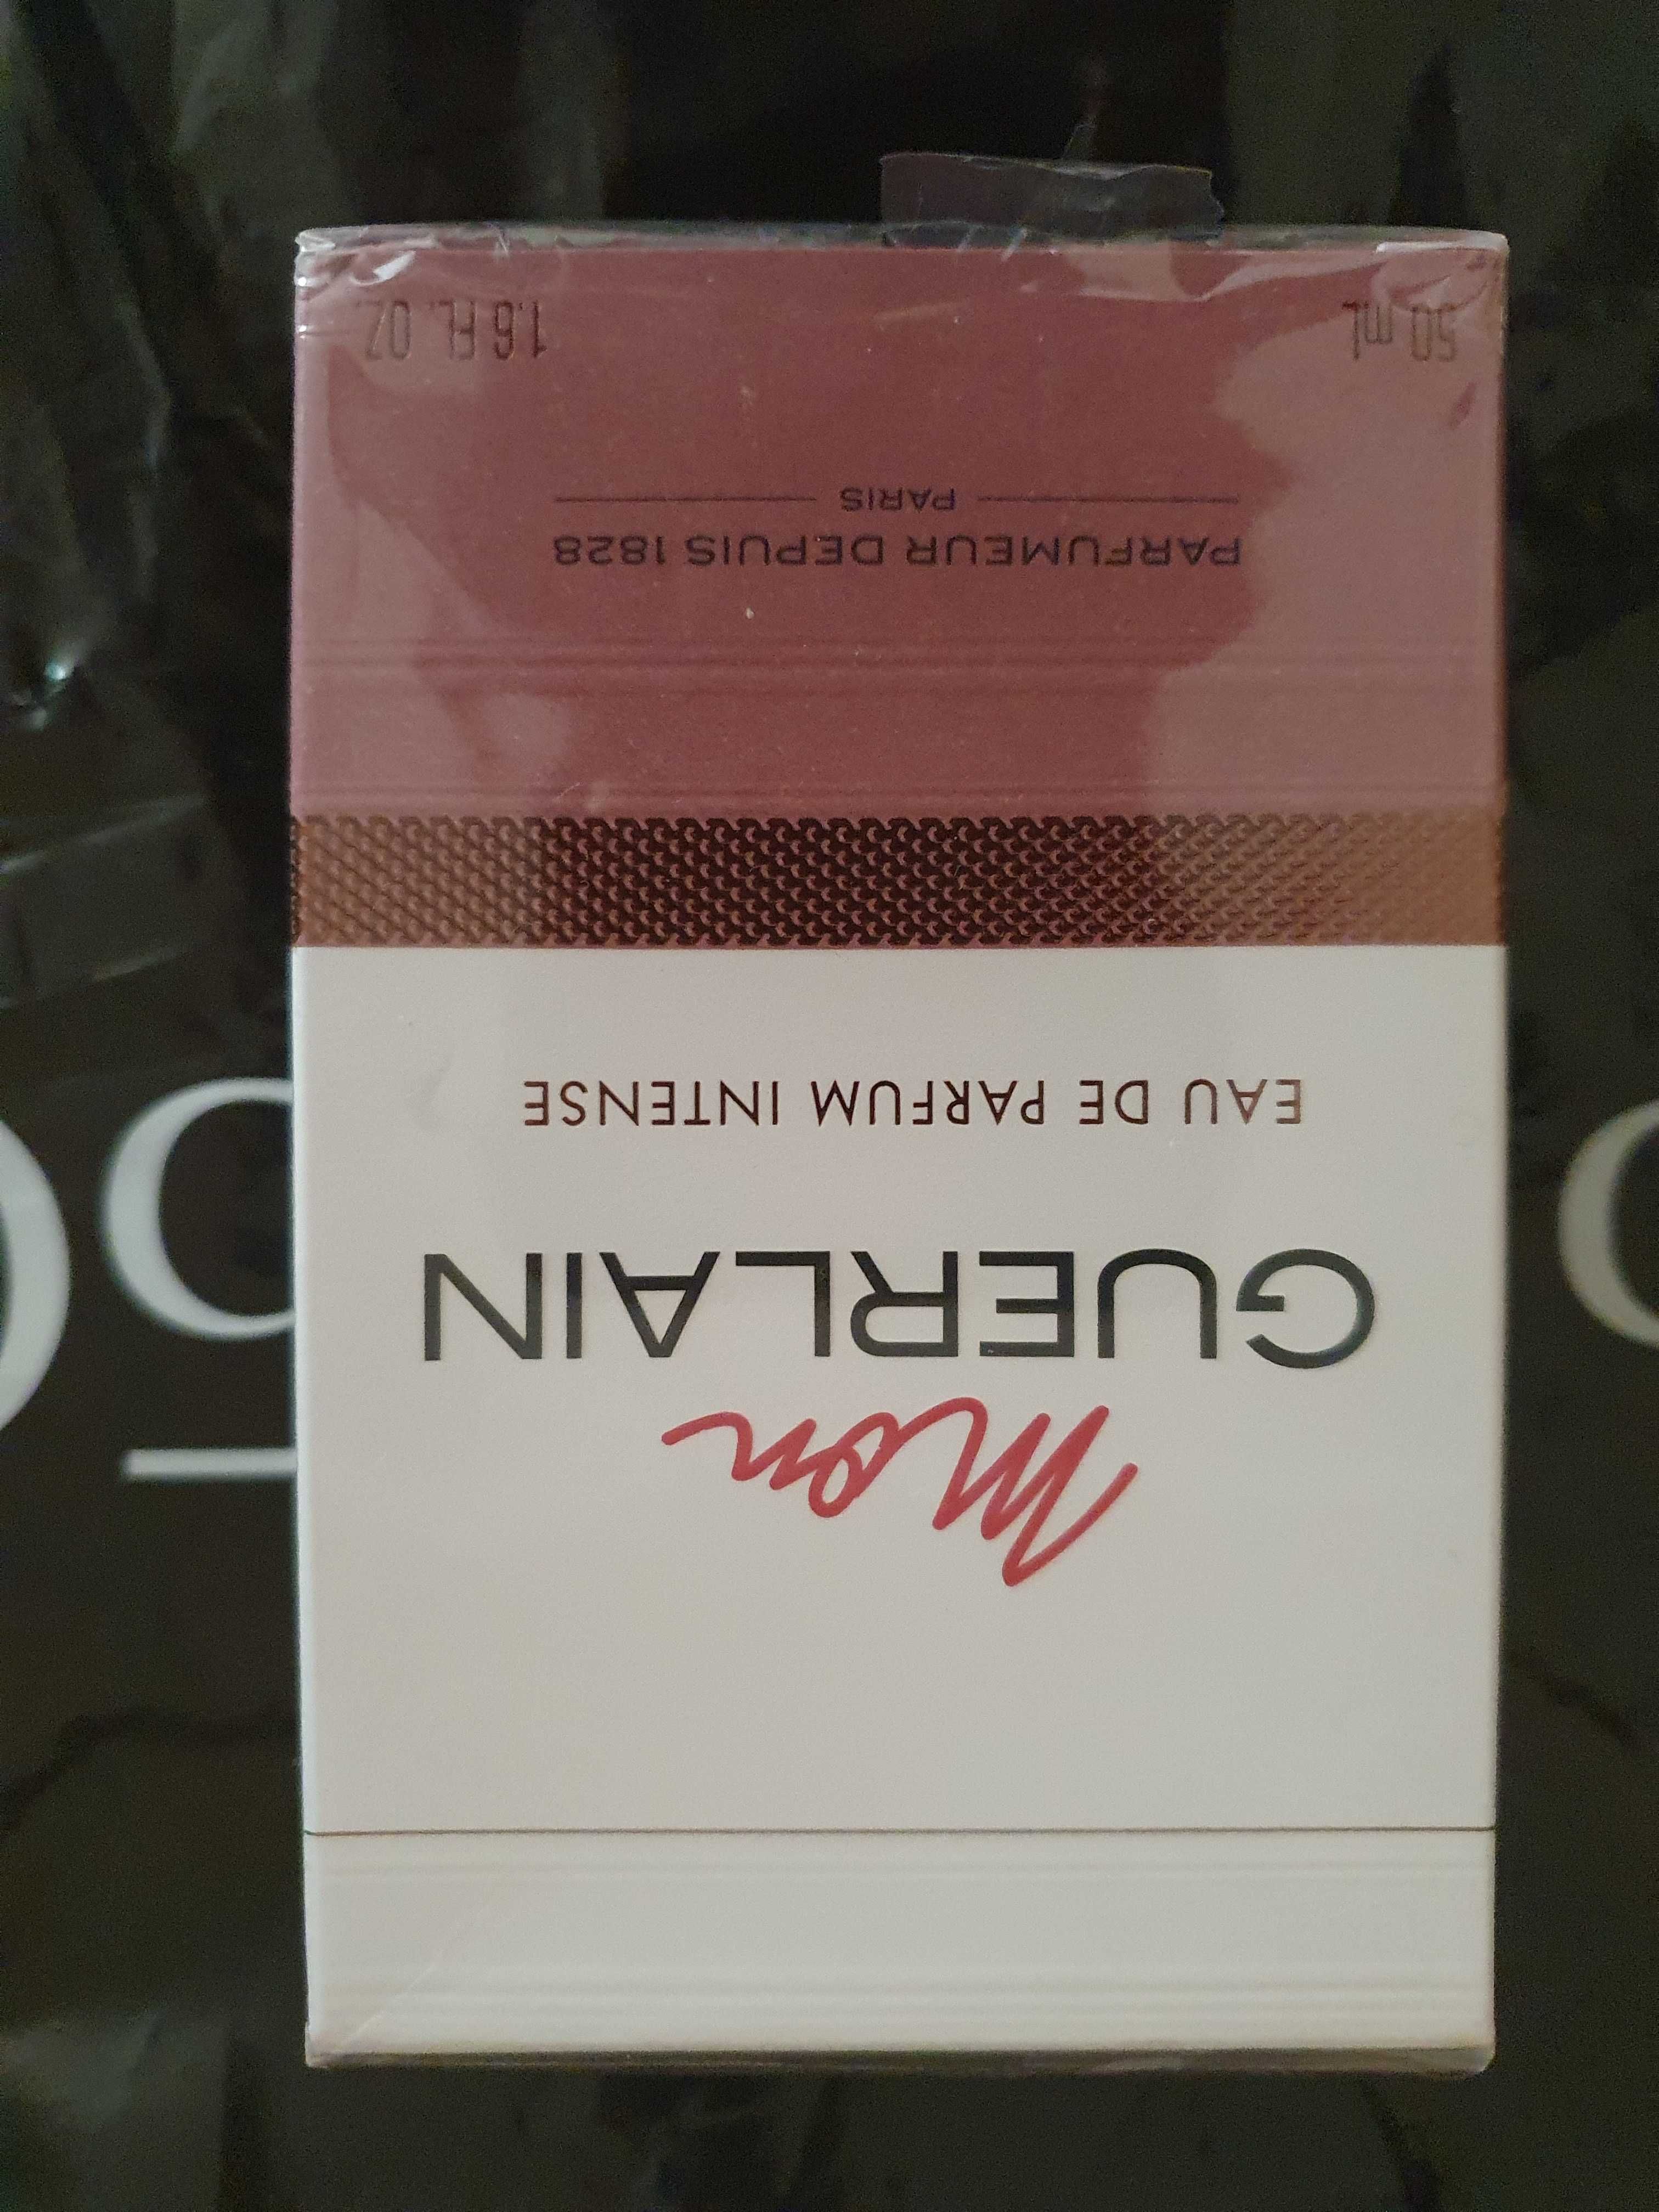 Mon
GUERLAIN
EAU DE PARFUM INTENSE
PARFUMEUR DEPUIS 1828
PARIS
50 mL 1.6 FL. OZ.